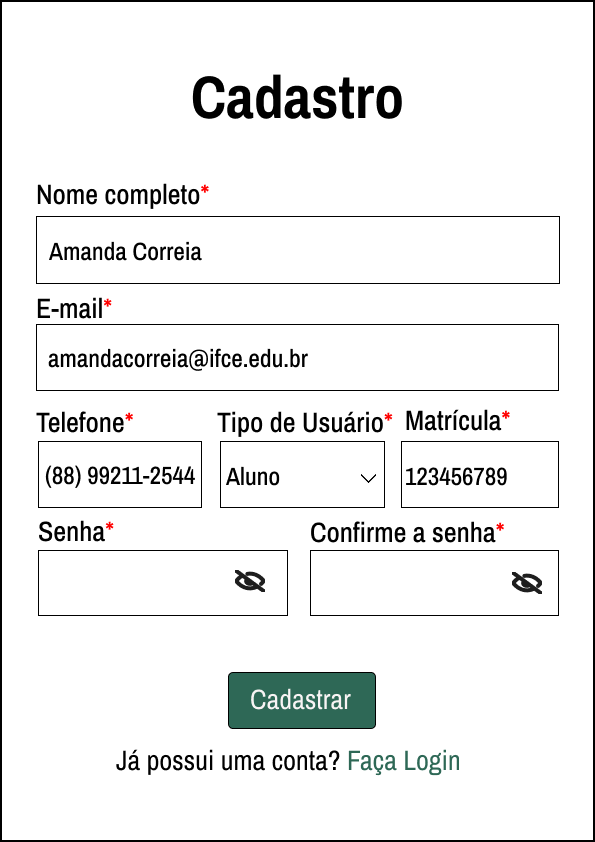 Cadastro
Nome completo*
Amanda Correia
E-mail*
amandacorreia@ifce.edu.br
Telefone* Tipo de Usuário* Matrícula*
(88) 99211-2544 Aluno 123456789
Senha* Confirme a senha*
Cadastrar
Já possui uma conta? Faça Login